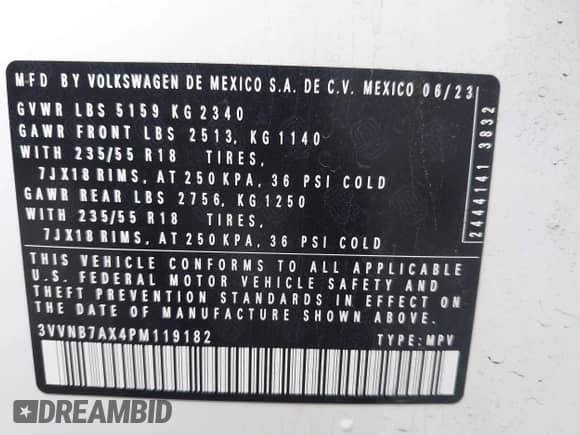 MFD BY VOLKSWAGEN DE MEXICO S.A. DE C.V. MEXICO 06/23
GVWR LBS 5159 KG 2340
GAWR FRONT LBS 2513, KG 1140
WITH 235/55 R18 TIRES,
7JX18 RIMS, AT 250 KPA, 36 PSI COLD
GAWR REAR LBS 2756, KG 1250
WITH 235/55 R18 TIRES,
7JX18 RIMS, AT 250 KPA, 36 PSI COLD
THIS VEHICLE CONFORMS TO ALL APPLICABLE
U.S. FEDERAL MOTOR VEHICLE SAFETY AND
THEFT PREVENTION STANDARDS IN EFFECT ON
THE DATE OF MANUFACTURE SHOWN ABOVE.
3VVNB7AX4PM119182 TYPE: MPV
2444141 3832
DREAMBID